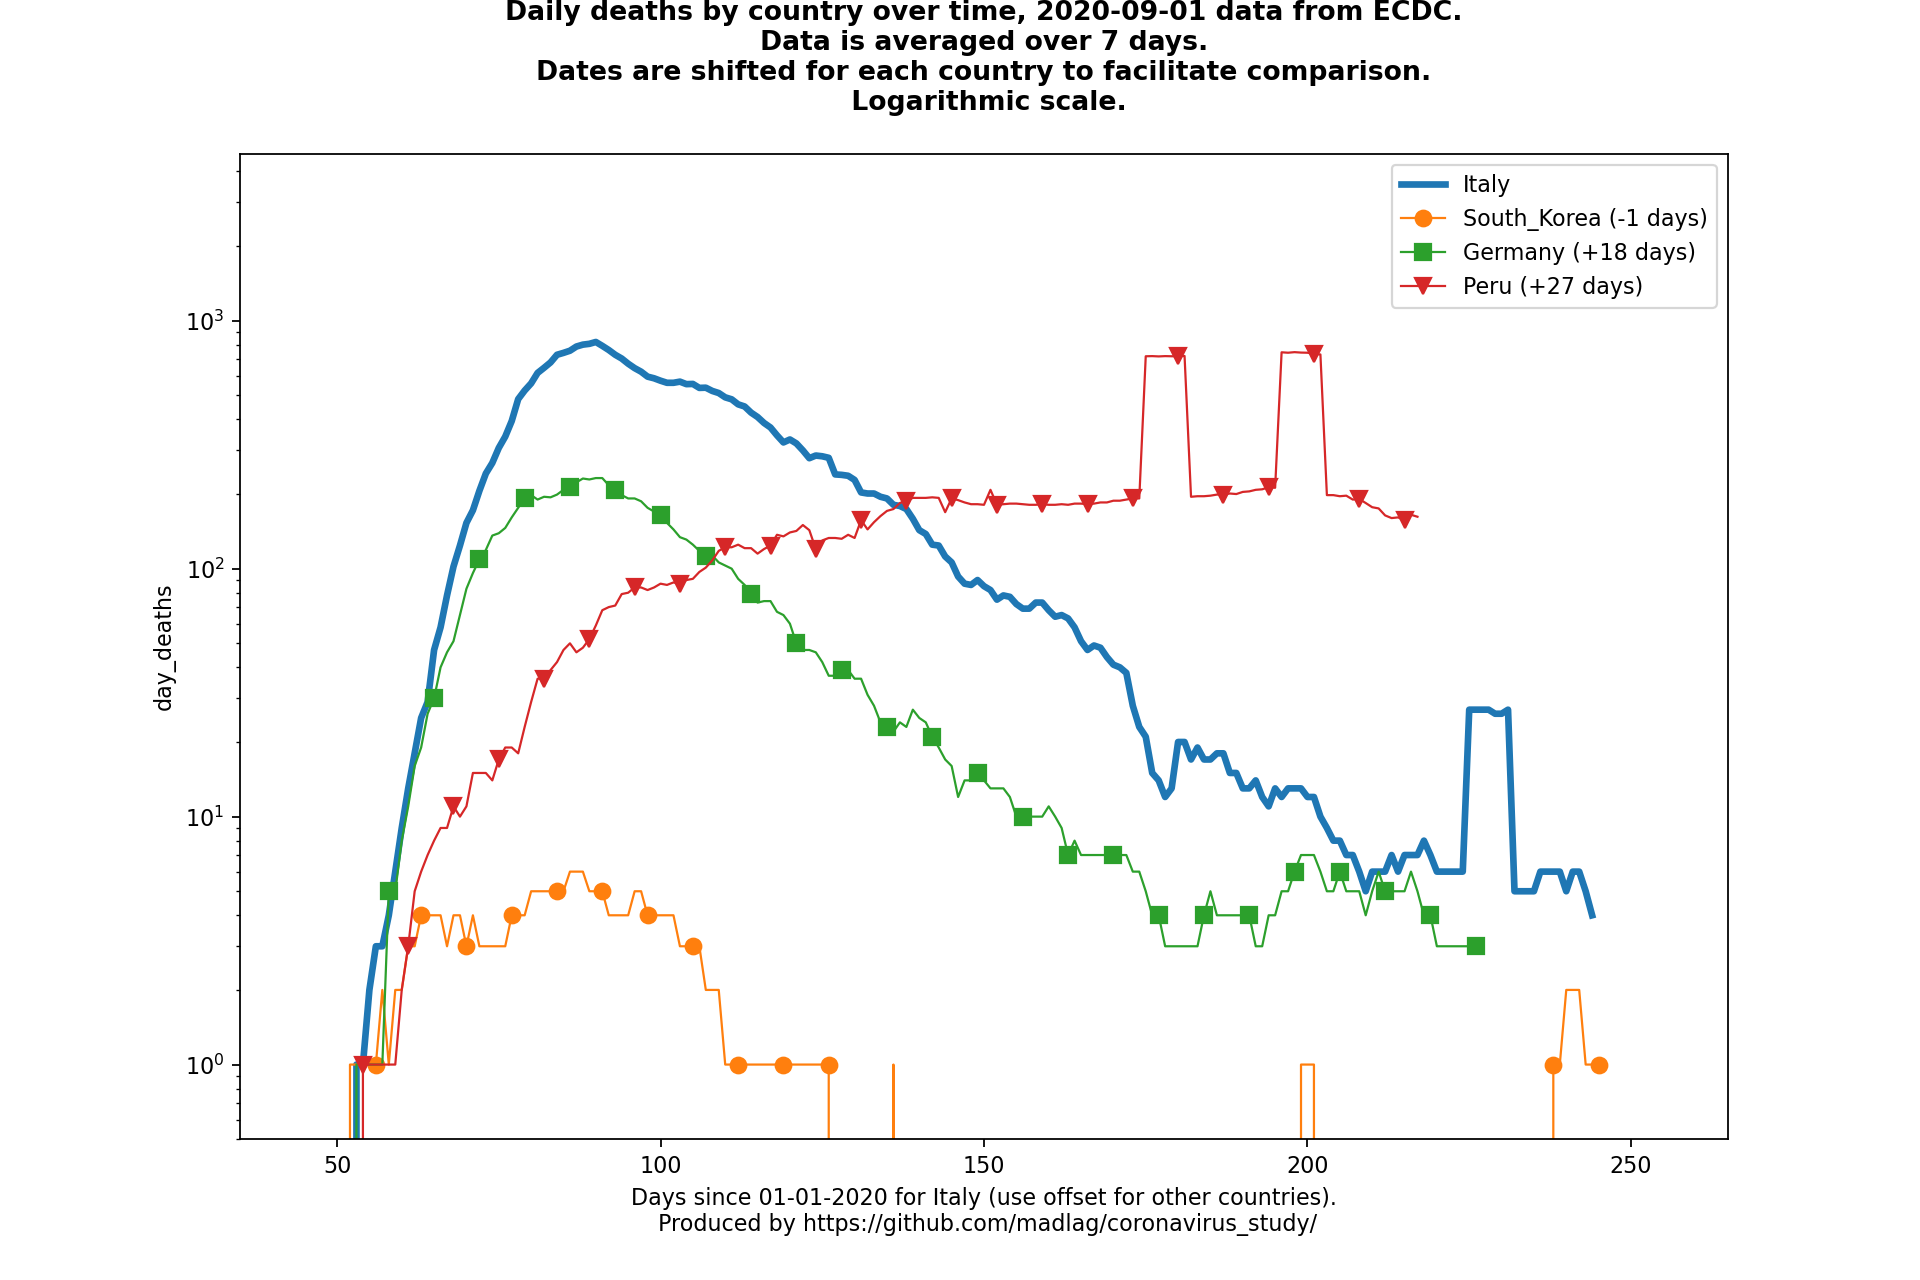 Daily deaths by country over time, 2020-09-01 data from ECDC.
Data is averaged over 7 days.
Dates are shifted for each country to facilitate comparison.
Logarithmic scale.
Italy
South_Korea (-1 days)
Germany (+18 days)
Peru (+27 days)
10³
10²
10¹
10⁰
day_deaths
50 100 150 200 250
Days since 01-01-2020 for Italy (use offset for other countries).
Produced by https://github.com/madlag/coronavirus_study/